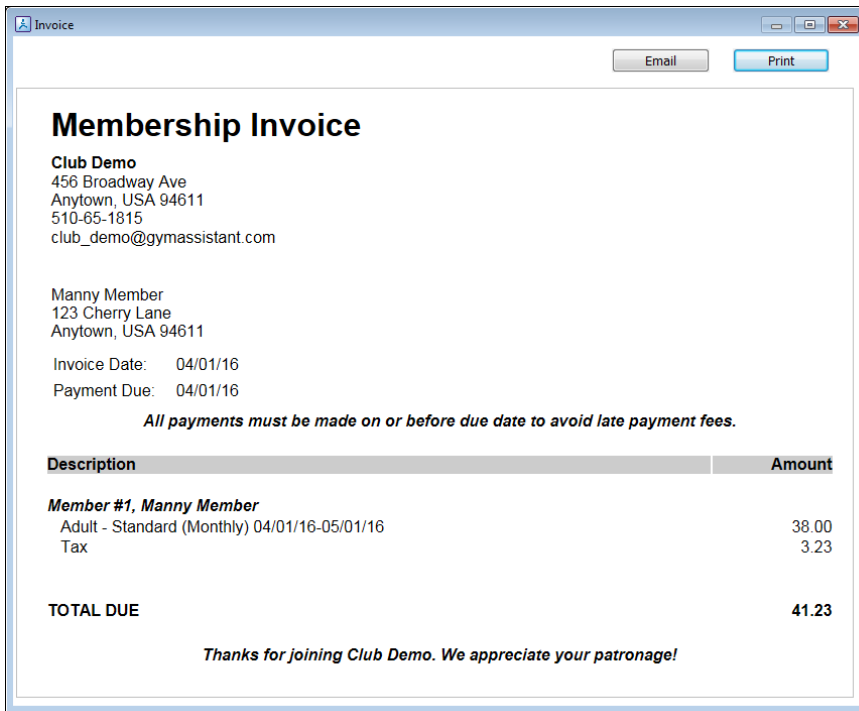 Invoice
Email Print
Membership Invoice
Club Demo
456 Broadway Ave
Anytown, USA 94611
510-65-1815
club_demo@gymassistant.com
Manny Member
123 Cherry Lane
Anytown, USA 94611
Invoice Date: 04/01/16
Payment Due: 04/01/16
All payments must be made on or before due date to avoid late payment fees.
Description Amount
Member #1, Manny Member
Adult - Standard (Monthly) 04/01/16-05/01/16 38.00
Tax 3.23
TOTAL DUE 41.23
Thanks for joining Club Demo. We appreciate your patronage!